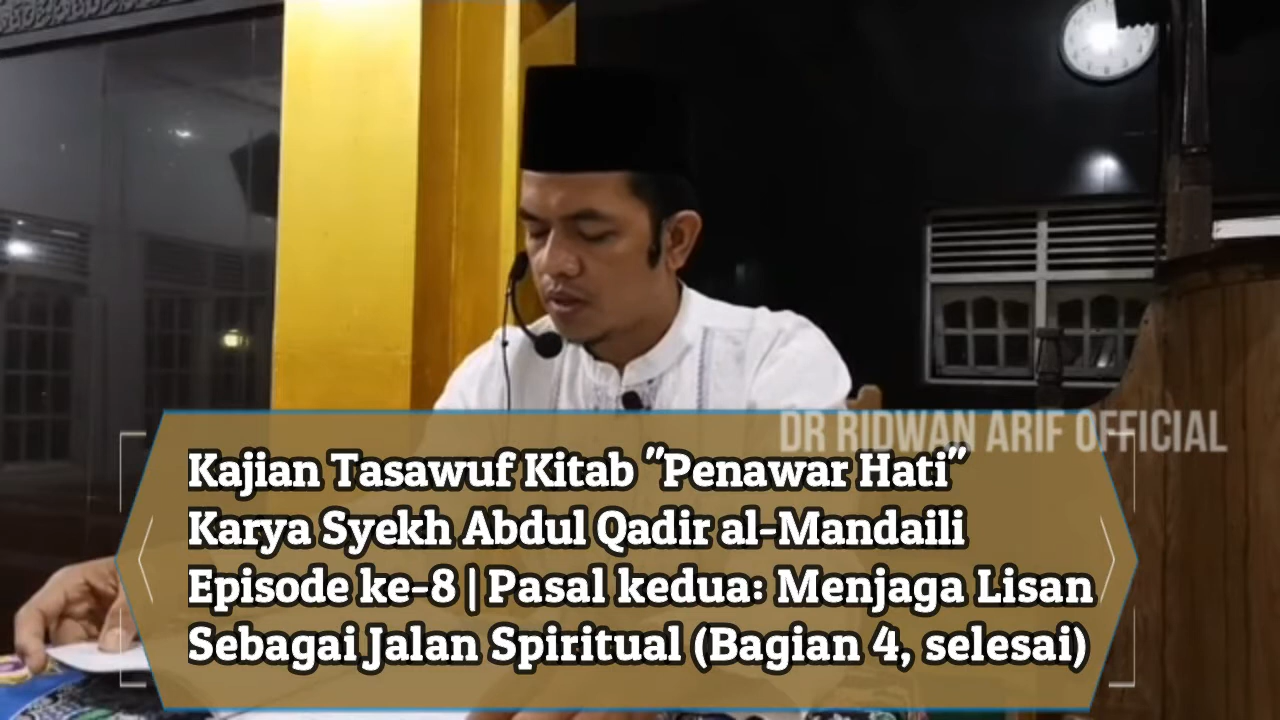 DR RIDWAN ARIF OFFICIAL
Kajian Tasawuf Kitab "Penawar Hati"
Karya Syekh Abdul Qadir al-Mandaili
Episode ke-8 | Pasal kedua: Menjaga Lisan
Sebagai Jalan Spiritual (Bagian 4, selesai)